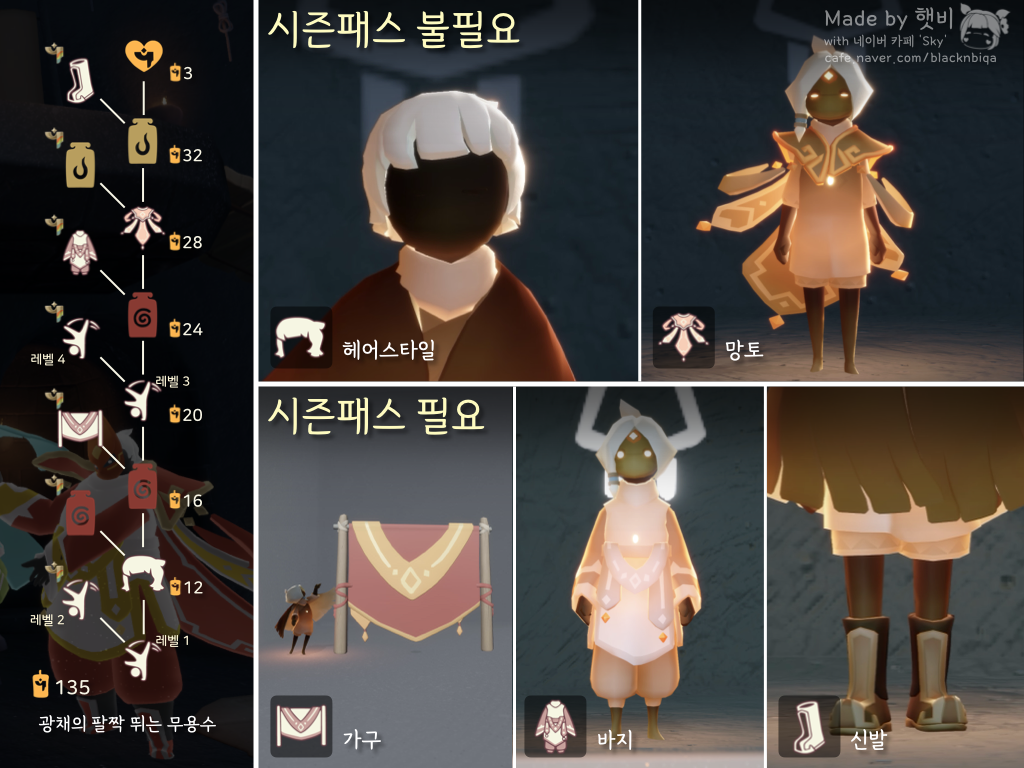 3
32
28
24
레벨 4
레벨 3
20
16
12
레벨 2
레벨 1
135
광채의 팔짝 뛰는 무용수
시즌패스 불필요
헤어스타일
Made by 햇비
with 네이버 카페 'Sky'
cafe.naver.com/blacknbiqa
망토
시즌패스 필요
가구
바지
신발